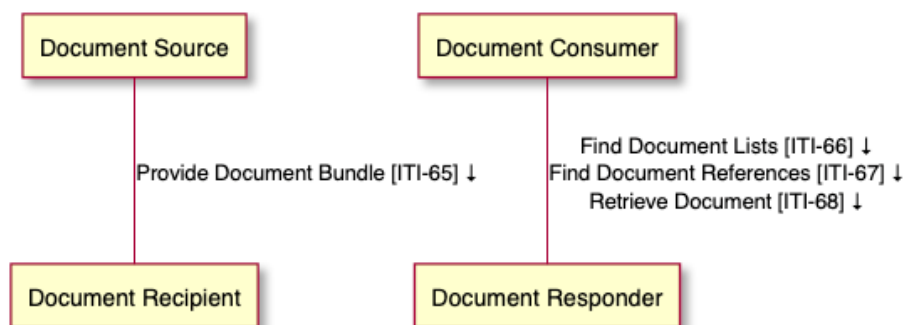 Document Source
Document Consumer
Provide Document Bundle [ITI-65] ↓
Find Document Lists [ITI-66] ↓
Find Document References [ITI-67] ↓
Retrieve Document [ITI-68] ↓
Document Recipient
Document Responder